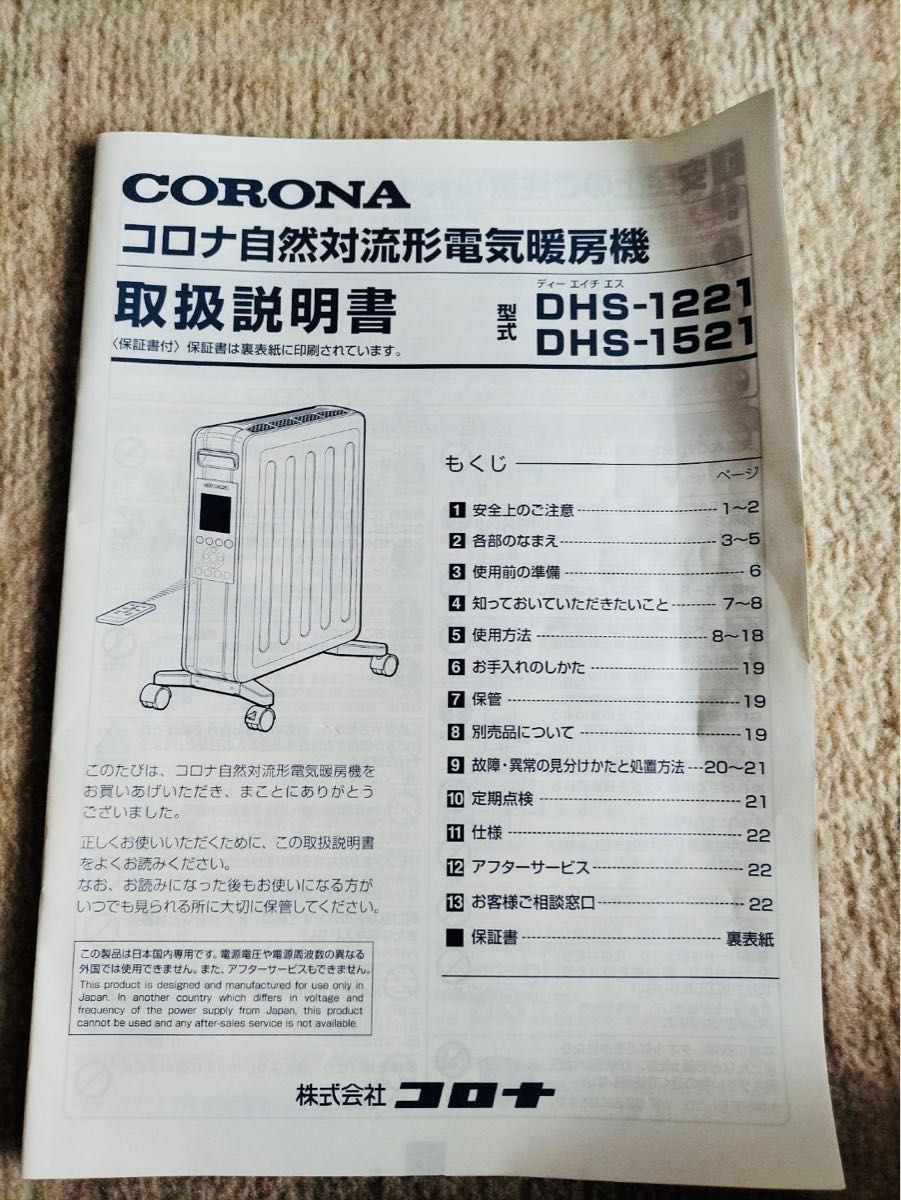 CORONA
コロナ自然対流形電気暖房機
取扱説明書
〈保証書付〉保証書は裏表紙に印刷されています。
型式
ディー エイチ エス
DHS-1221
DHS-1521
もくじ
ページ
1 安全上のご注意 1〜2
2 各部のなまえ 3〜5
3 使用前の準備 6
4 知っておいていただきたいこと 7〜8
5 使用方法 8〜18
6 お手入れのしかた 19
7 保管 19
8 別売品について 19
9 故障・異常の見分けかたと処置方法 20〜21
10 定期点検 21
11 仕様 22
12 アフターサービス 22
13 お客様ご相談窓口 22
■ 保証書 裏表紙
このたびは、コロナ自然対流形電気暖房機を
お買いあげいただき、まことにありがとう
ございました。
正しくお使いいただくために、この取扱説明書
をよくお読みください。
なお、お読みになった後もお使いになる方が
いつでも見られる所に大切に保管してください。
この製品は日本国内専用です。電源電圧や電源周波数の異なる
外国では使用できません。また、アフターサービスもできません。
This product is designed and manufactured for use only in
Japan. In another country which differs in voltage and
frequency of the power supply from Japan, this product
cannot be used and any after-sales service is not available.
株式会社 コロナ